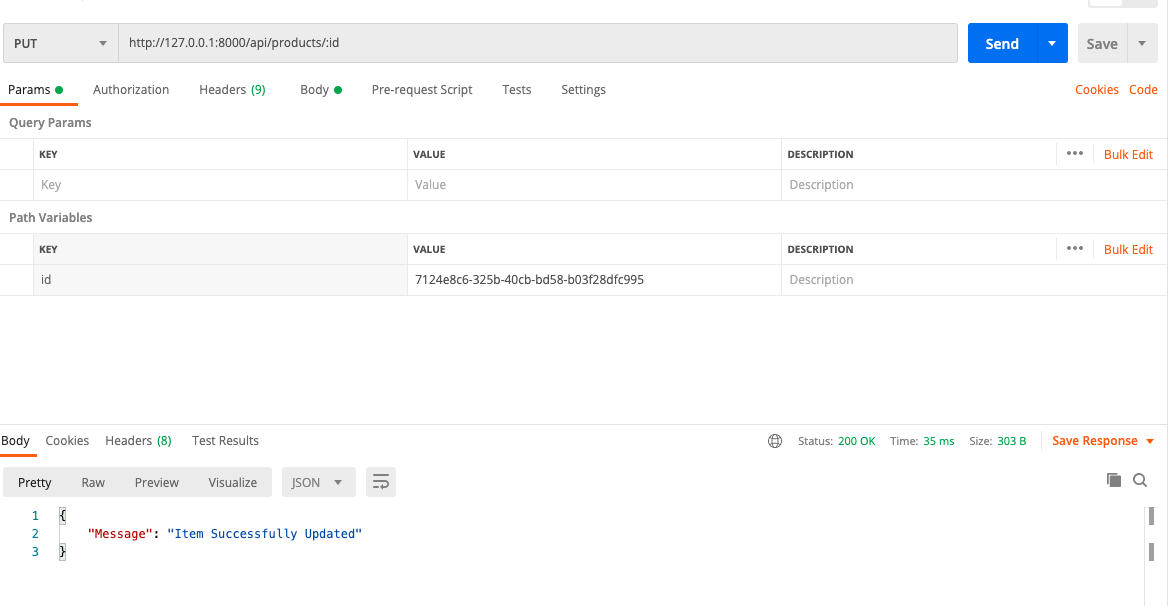 PUT http://127.0.0.1:8000/api/products/:id Send Save
Params Authorization Headers (9) Body Pre-request Script Tests Settings Cookies Code
Query Params
KEY VALUE DESCRIPTION ••• Bulk Edit
Key Value Description
Path Variables
KEY VALUE DESCRIPTION ••• Bulk Edit
id 7124e8c6-325b-40cb-bd58-b03f28dfc995 Description
Body Cookies Headers (8) Test Results Status: 200 OK Time: 35 ms Size: 303 B Save Response
Pretty Raw Preview Visualize JSON
1 {
2 "Message": "Item Successfully Updated"
3 }